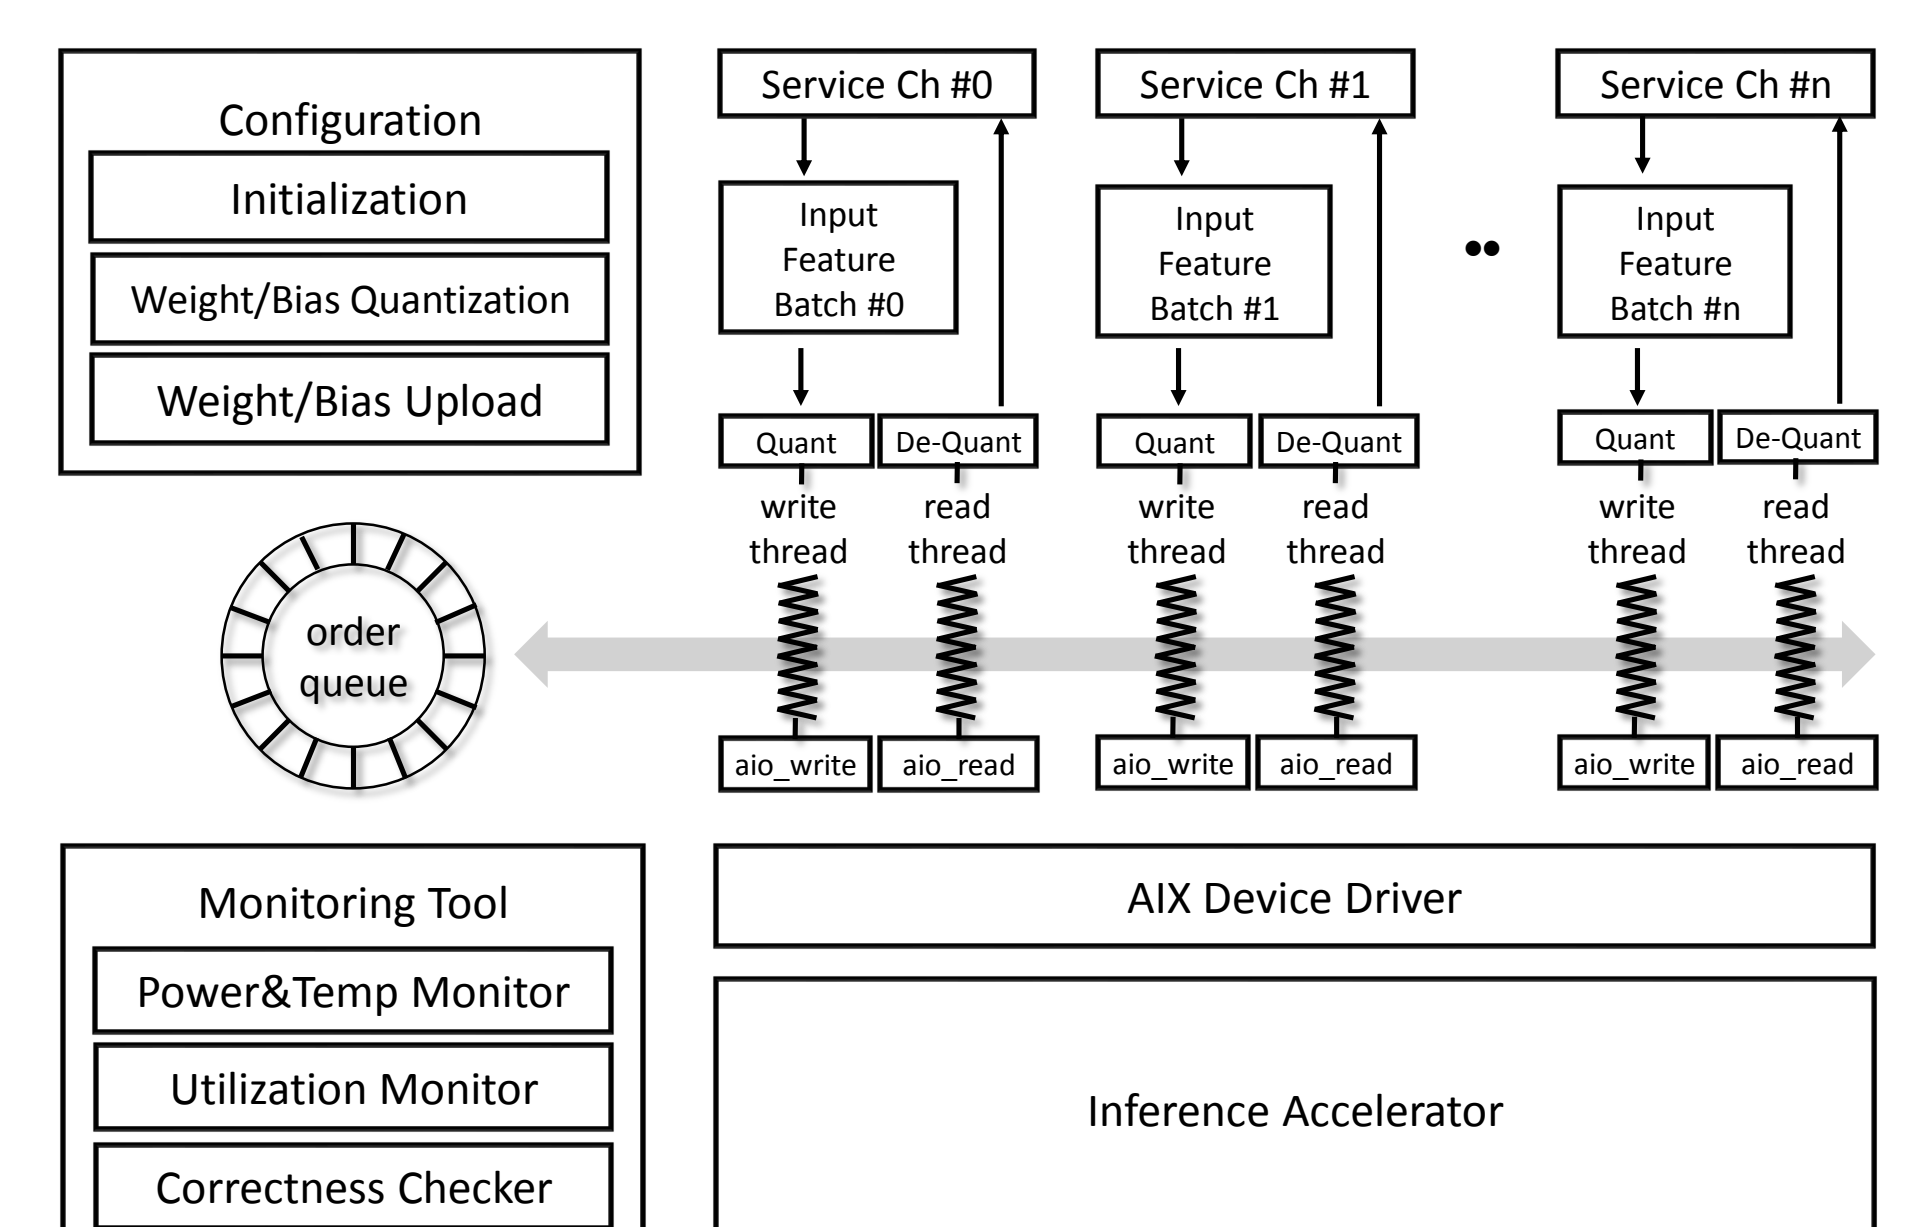 Configuration
Initialization
Weight/Bias Quantization
Weight/Bias Upload
Service Ch #0
Input
Feature
Batch #0
Quant
De-Quant
write
thread
read
thread
aio_write
aio_read
Service Ch #1
Input
Feature
Batch #1
Quant
De-Quant
write
thread
read
thread
aio_write
aio_read
••
Service Ch #n
Input
Feature
Batch #n
Quant
De-Quant
write
thread
read
thread
aio_write
aio_read
order
queue
Monitoring Tool
Power&Temp Monitor
Utilization Monitor
Correctness Checker
AIX Device Driver
Inference Accelerator